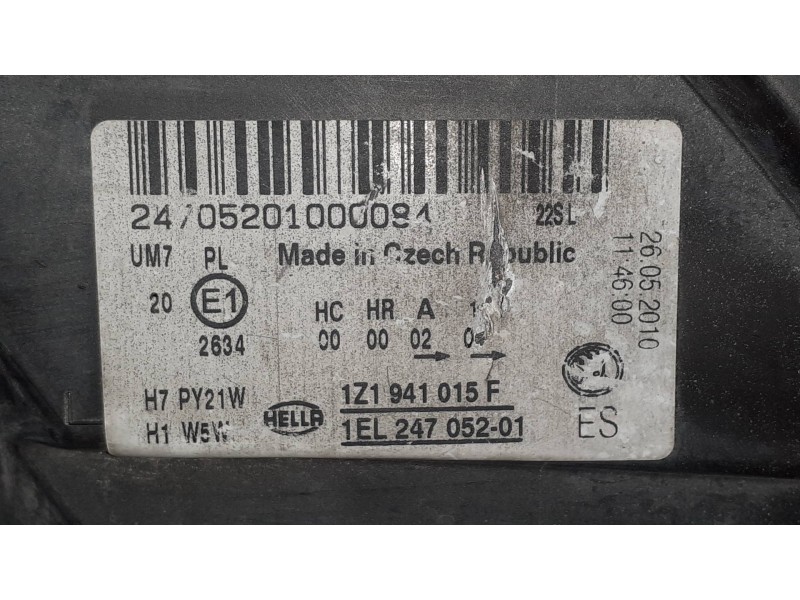 24705201000084 22SL
UM7 PL Made in Czech Republic
20 E1 HC HR A
2634 00 00 02
H7 PY21W HELLA 1Z1 941 015 F
H1 W5W 1EL 247 052-01
ES
26.05.2010
11:46:00